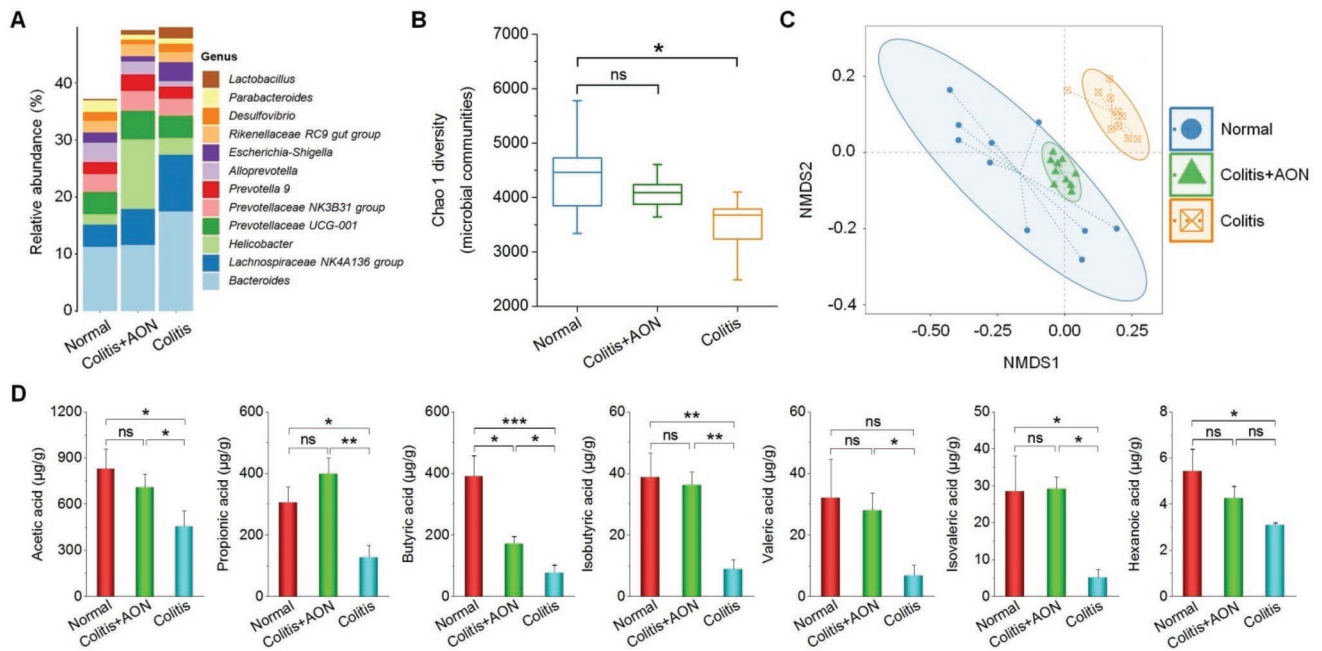 A
Relative abundance (%)
40
30
20
10
0
Normal
Colitis+AON
Colitis
Genus
Lactobacillus
Parabacteroides
Desulfovibrio
Rikenellaceae RC9 gut group
Escherichia-Shigella
Alloprevotella
Prevotella 9
Prevotellaceae NK3B31 group
Prevotellaceae UCG-001
Helicobacter
Lachnospiraceae NK4A136 group
Bacteroides
B
Chao 1 diversity
(microbial communities)
7000
6000
5000
4000
3000
2000
*
ns
Normal
Colitis+AON
Colitis
C
NMDS2
0.2
0.0
-0.2
-0.4
-0.50
-0.25
0.00
0.25
NMDS1
Normal
Colitis+AON
Colitis
D
Acetic acid (µg/g)
1200
900
600
300
0
*
ns
*
Normal
Colitis+AON
Colitis
Propionic acid (µg/g)
600
400
200
0
*
ns
**
Normal
Colitis+AON
Colitis
Butyric acid (µg/g)
600
400
200
0
***
*
*
Normal
Colitis+AON
Colitis
Isobutyric acid (µg/g)
60
40
20
0
**
ns
**
Normal
Colitis+AON
Colitis
Valeric acid (µg/g)
60
40
20
0
ns
ns
*
Normal
Colitis+AON
Colitis
Isovaleric acid (µg/g)
50
40
30
20
10
0
*
ns
*
Normal
Colitis+AON
Colitis
Hexanoic acid (µg/g)
8
6
4
2
0
*
ns
ns
Normal
Colitis+AON
Colitis